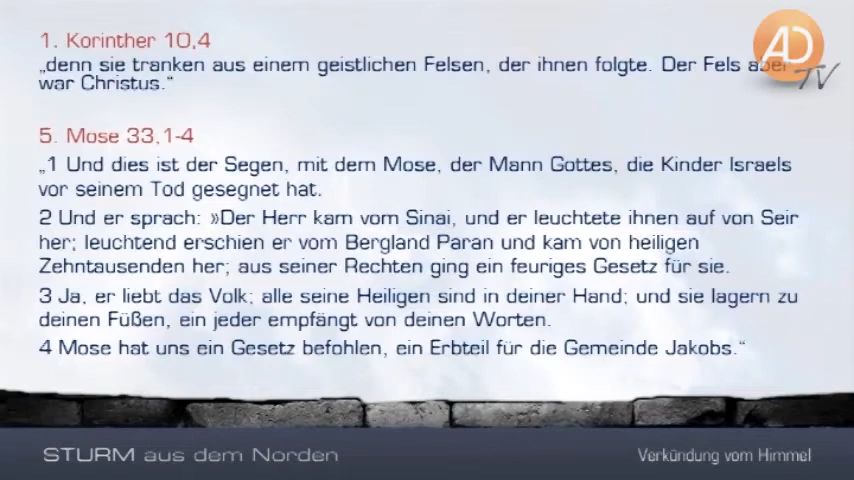 1. Korinther 10,4
AD TV
„denn sie tranken aus einem geistlichen Felsen, der ihnen folgte. Der Fels aber
war Christus.“
5. Mose 33,1-4
„1 Und dies ist der Segen, mit dem Mose, der Mann Gottes, die Kinder Israels
vor seinem Tod gesegnet hat.
2 Und er sprach: »Der Herr kam vom Sinai, und er leuchtete ihnen auf von Seir
her; leuchtend erschien er vom Bergland Paran und kam von heiligen
Zehntausenden her; aus seiner Rechten ging ein feuriges Gesetz für sie.
3 Ja, er liebt das Volk; alle seine Heiligen sind in deiner Hand; und sie lagern zu
deinen Füßen, ein jeder empfängt von deinen Worten.
4 Mose hat uns ein Gesetz befohlen, ein Erbteil für die Gemeinde Jakobs.“
STURM aus dem Norden
Verkündung vom Himmel